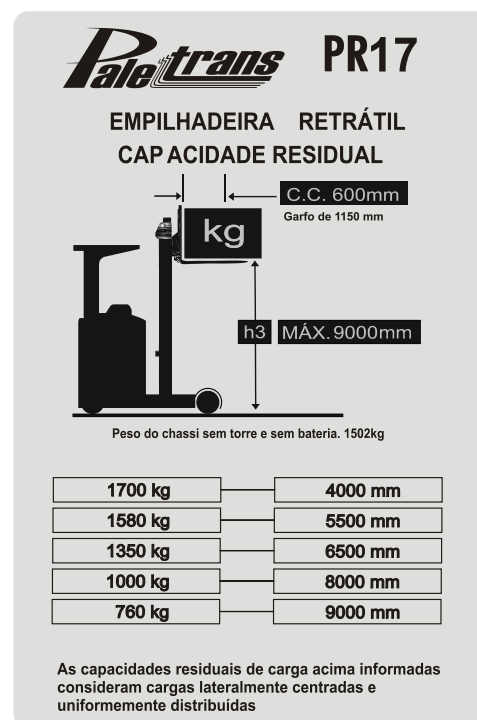 Paletrans PR17
EMPILHADEIRA RETRÁTIL
CAPACIDADE RESIDUAL
C.C. 600mm
Garfo de 1150 mm
kg
h3 MÁX. 9000mm
Peso do chassi sem torre e sem bateria. 1502kg
1700 kg 4000 mm
1580 kg 5500 mm
1350 kg 6500 mm
1000 kg 8000 mm
760 kg 9000 mm
As capacidades residuais de carga acima informadas
consideram cargas lateralmente centradas e
uniformemente distribuídas